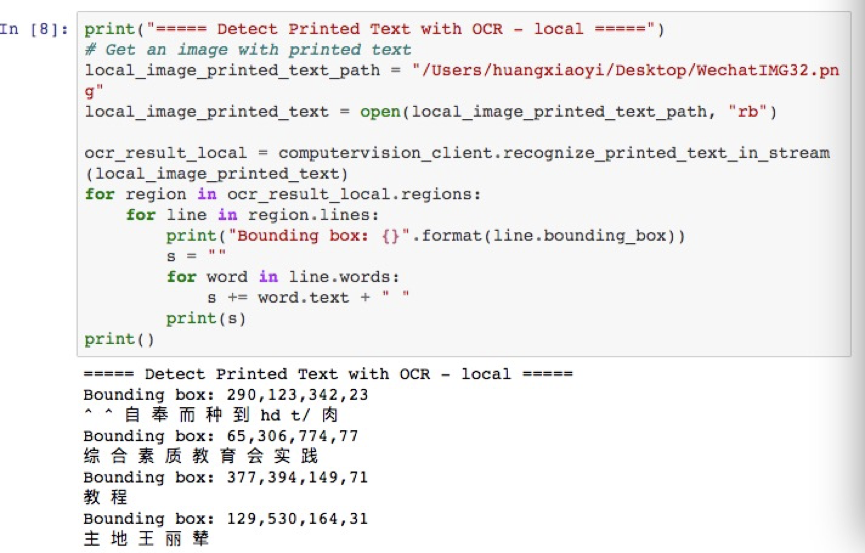 In [8]: print("===== Detect Printed Text with OCR - local =====")
# Get an image with printed text
local_image_printed_text_path = "/Users/huangxiaoyi/Desktop/WechatIMG32.pn
g"
local_image_printed_text = open(local_image_printed_text_path, "rb")
ocr_result_local = computervision_client.recognize_printed_text_in_stream
(local_image_printed_text)
for region in ocr_result_local.regions:
for line in region.lines:
print("Bounding box: {}".format(line.bounding_box))
s = ""
for word in line.words:
s += word.text + " "
print(s)
print()
===== Detect Printed Text with OCR - local =====
Bounding box: 290,123,342,23
^ ^ 自 奉 而 种 到 hd t/ 肉
Bounding box: 65,306,774,77
综 合 素 质 教 育 会 实 践
Bounding box: 377,394,149,71
教 程
Bounding box: 129,530,164,31
主 地 王 丽 辇